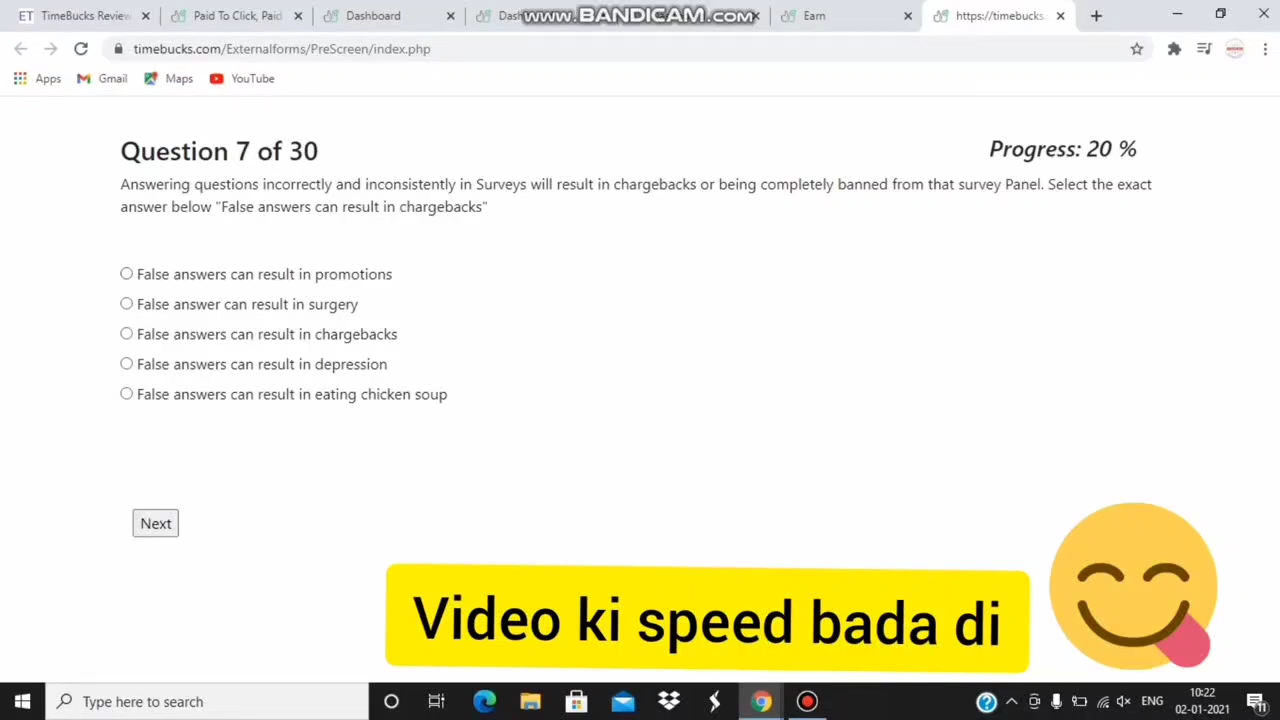 TimeBucks Review
Paid To Click, Paid
Dashboard
Das
www.BANDICAM.com
Earn
https://timebucks.
timebucks.com/Externalforms/PreScreen/index.php
Apps
Gmail
Maps
YouTube
Question 7 of 30
Progress: 20 %
Answering questions incorrectly and inconsistently in Surveys will result in chargebacks or being completely banned from that survey Panel. Select the exact
answer below "False answers can result in chargebacks"
False answers can result in promotions
False answer can result in surgery
False answers can result in chargebacks
False answers can result in depression
False answers can result in eating chicken soup
Next
Video ki speed bada di
Type here to search
ENG
10:22
02-01-2021